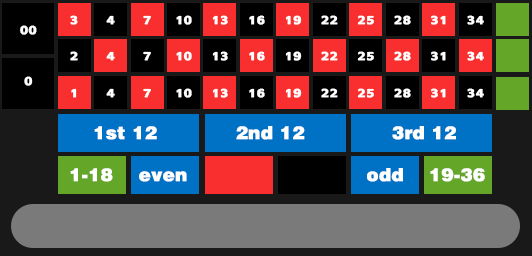 00
3 4 7 10 13 16 19 22 25 28 31 34
2 4 7 10 13 16 19 22 25 28 31 34
0
1 4 7 10 13 16 19 22 25 28 31 34
1st 12 2nd 12 3rd 12
1-18 even odd 19-36